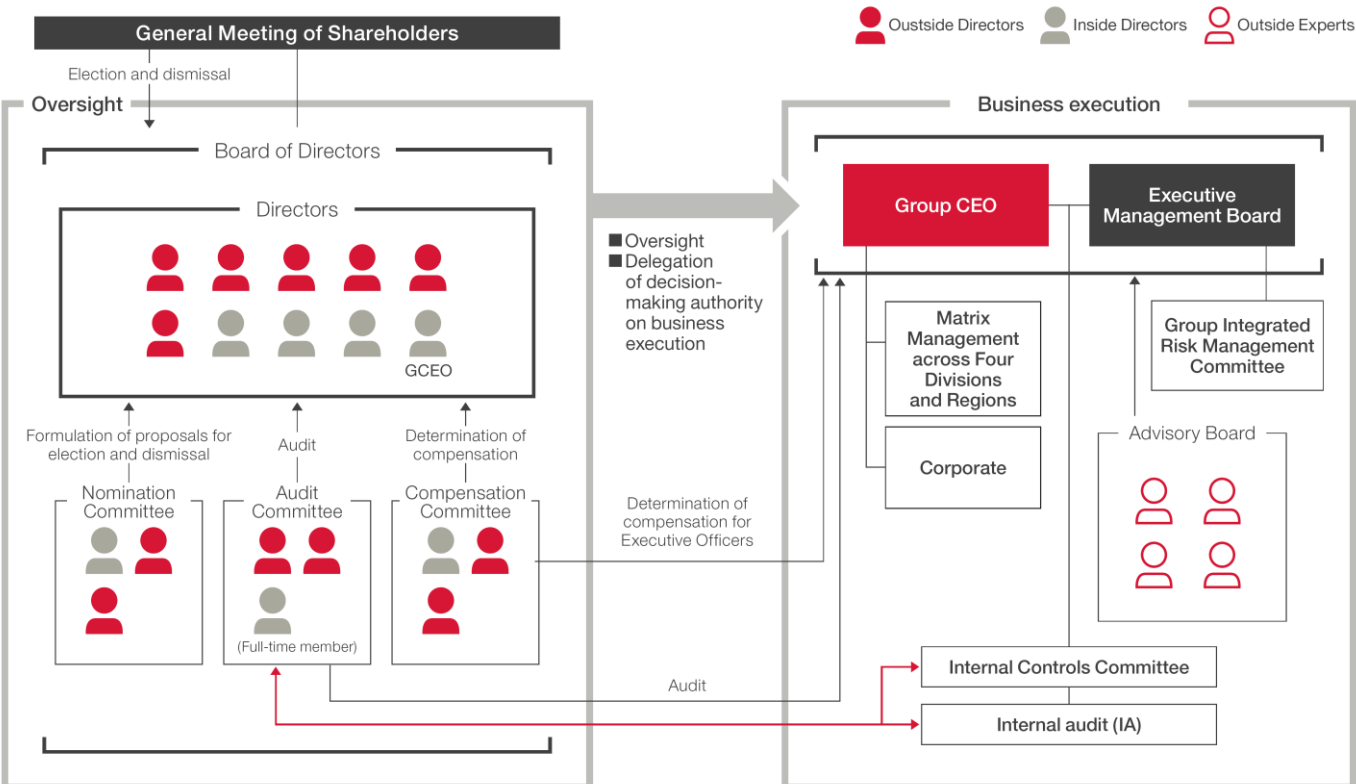 General Meeting of Shareholders
Oustside Directors
Inside Directors
Outside Experts
Election and dismissal
Oversight
Board of Directors
Directors
GCEO
Formulation of proposals for
election and dismissal
Audit
Determination of
compensation
Nomination
Committee
Audit
Committee
(Full-time member)
Compensation
Committee
■ Oversight
■ Delegation
of decision-
making authority
on business
execution
Determination of
compensation for
Executive Officers
Audit
Business execution
Group CEO
Executive
Management Board
Matrix
Management
across Four
Divisions
and Regions
Corporate
Group Integrated
Risk Management
Committee
Advisory Board
Internal Controls Committee
Internal audit (IA)